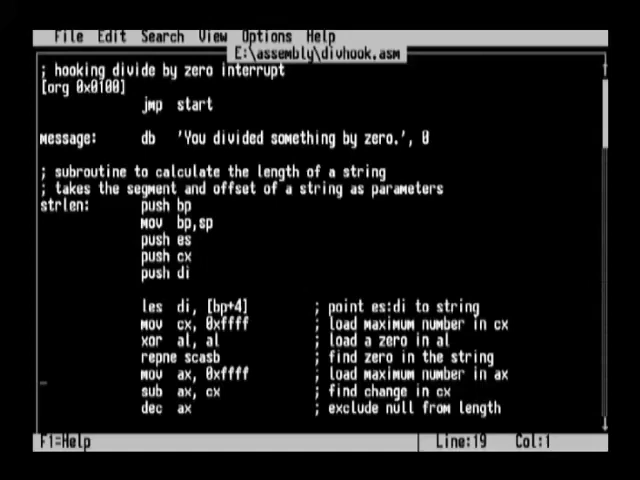 File Edit Search View Options Help
E:\assembly\divhook.asm
; hooking divide by zero interrupt
[org 0x0100]
jmp start
message: db 'You divided something by zero.', 0
; subroutine to calculate the length of a string
; takes the segment and offset of a string as parameters
strlen: push bp
mov bp,sp
push es
push cx
push di
les di, [bp+4] ; point es:di to string
mov cx, 0xffff ; load maximum number in cx
xor al, al ; load a zero in al
repne scasb ; find zero in the string
mov ax, 0xffff ; load maximum number in ax
sub ax, cx ; find change in cx
dec ax ; exclude null from length
F1=Help Line:19 Col:1